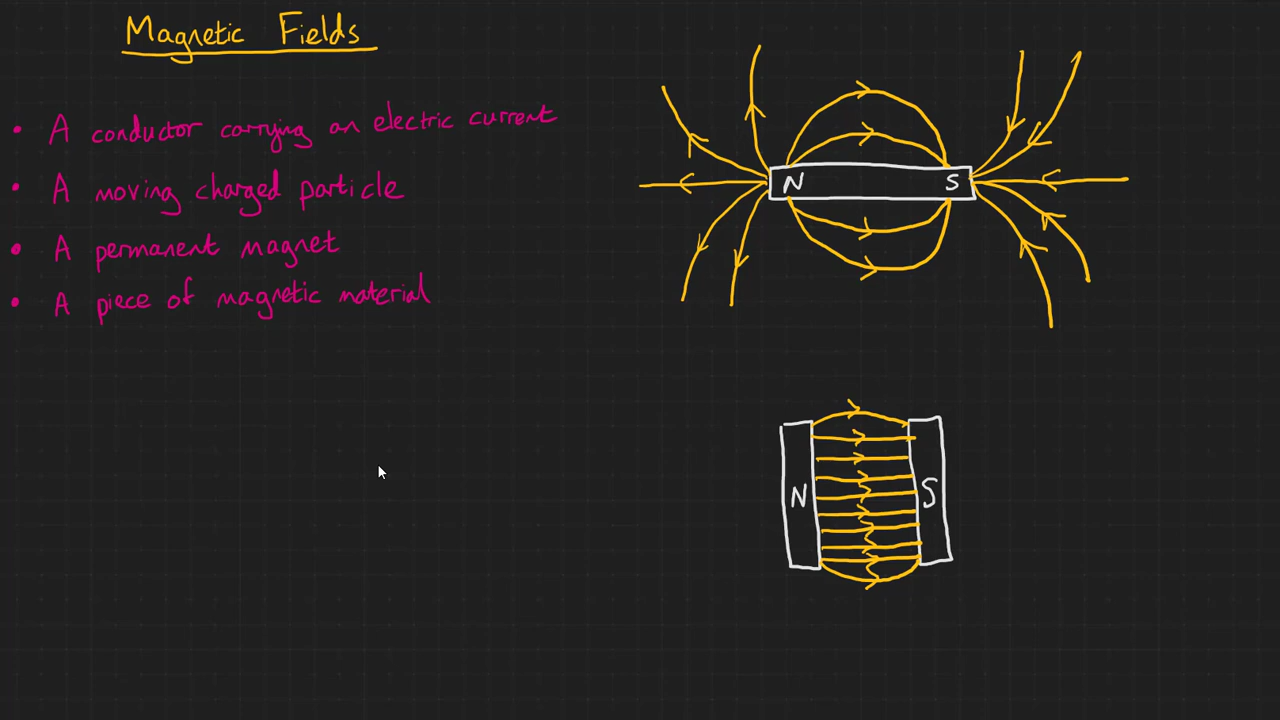 Magnetic Fields
• A conductor carrying an electric current
• A moving charged particle
• A permanent magnet
• A piece of magnetic material
N S
N S